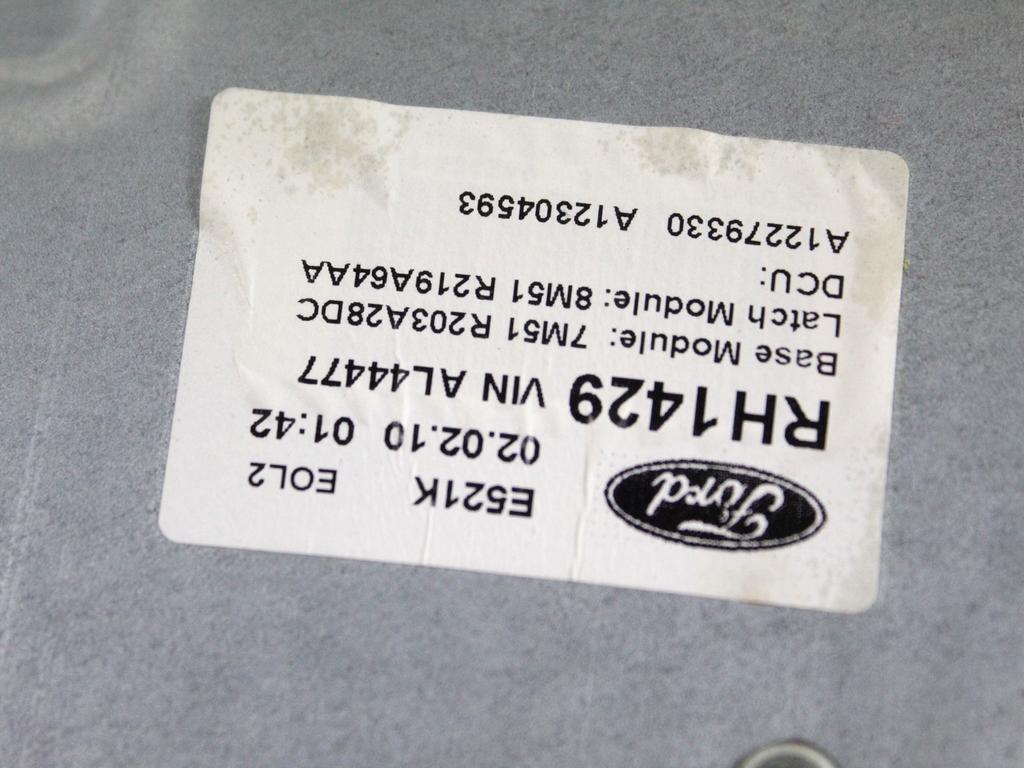 Ford E521K EOL2
02.02.10 01:42
RH1429 VIN AL44477
Base Module: 7M51 R203A28DC
Latch Module: 8M51 R219A64AA
DCU:
A12279330 A12304593